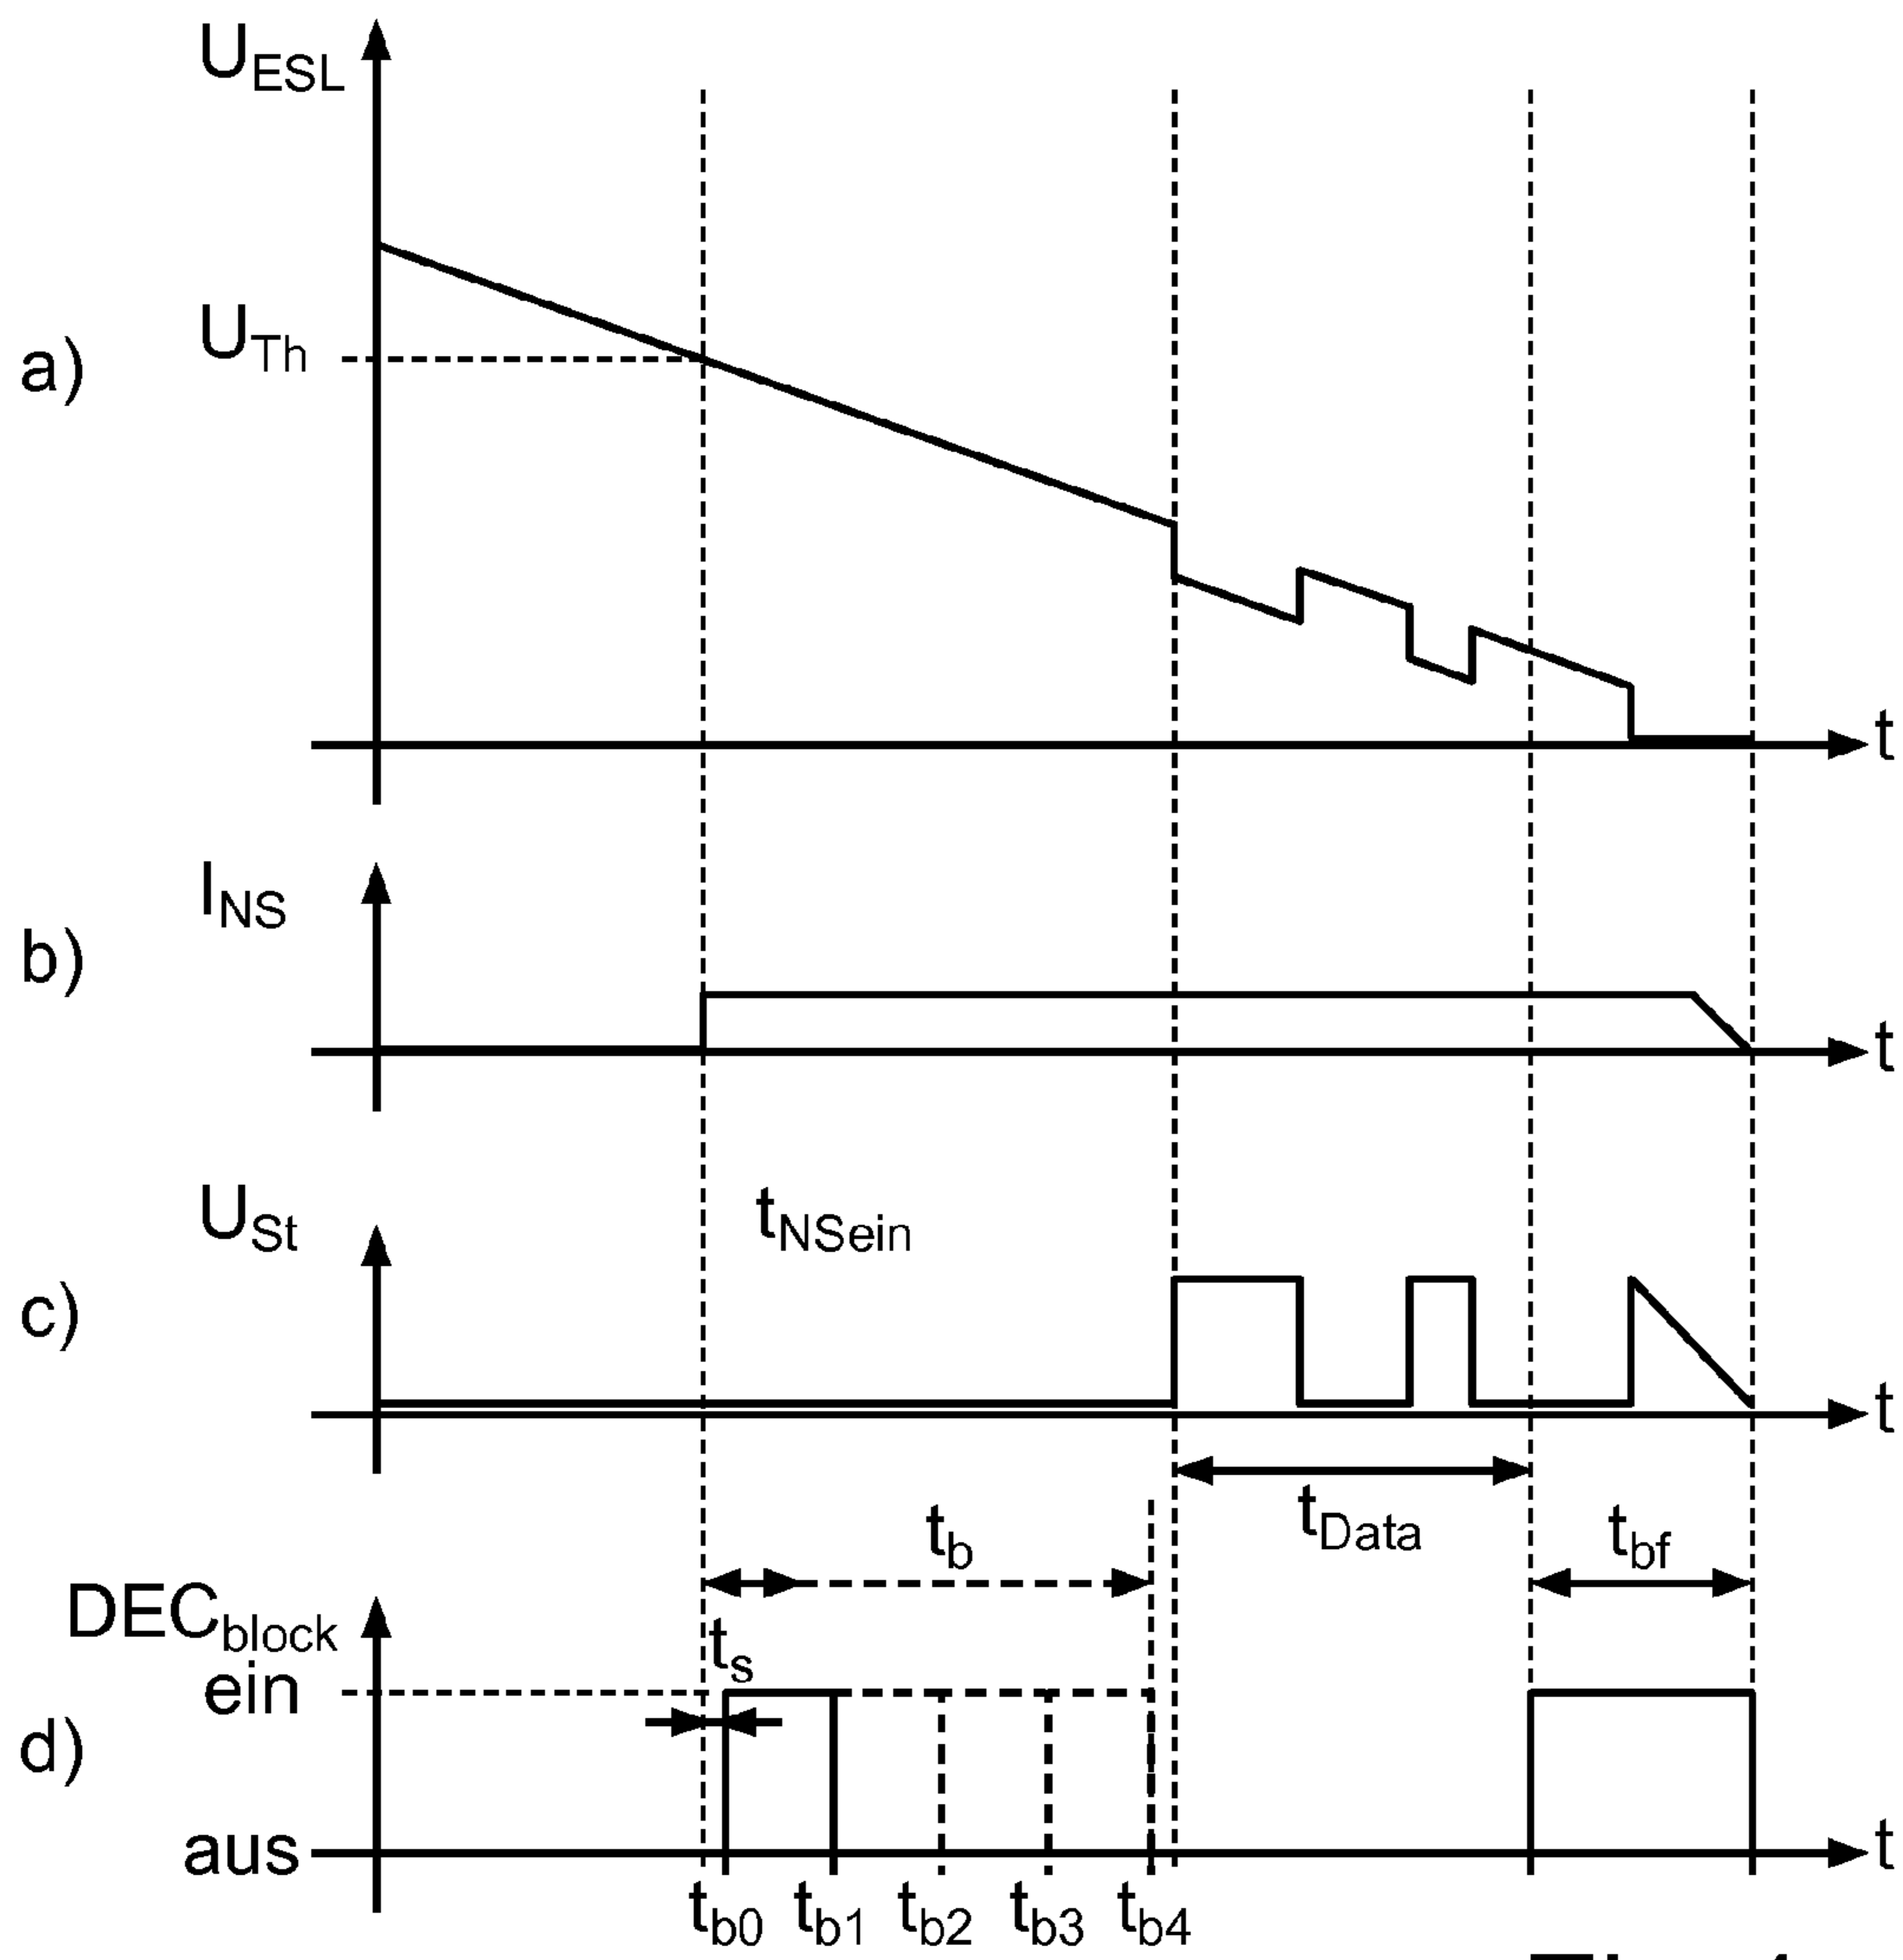 U_ESL
U_Th
a)
t
I_NS
b)
t
U_St
t_NSein
c)
t
t_Data
t_b
t_bf
DEC_block
t_s
ein
d)
aus
t
t_b0 t_b1 t_b2 t_b3 t_b4